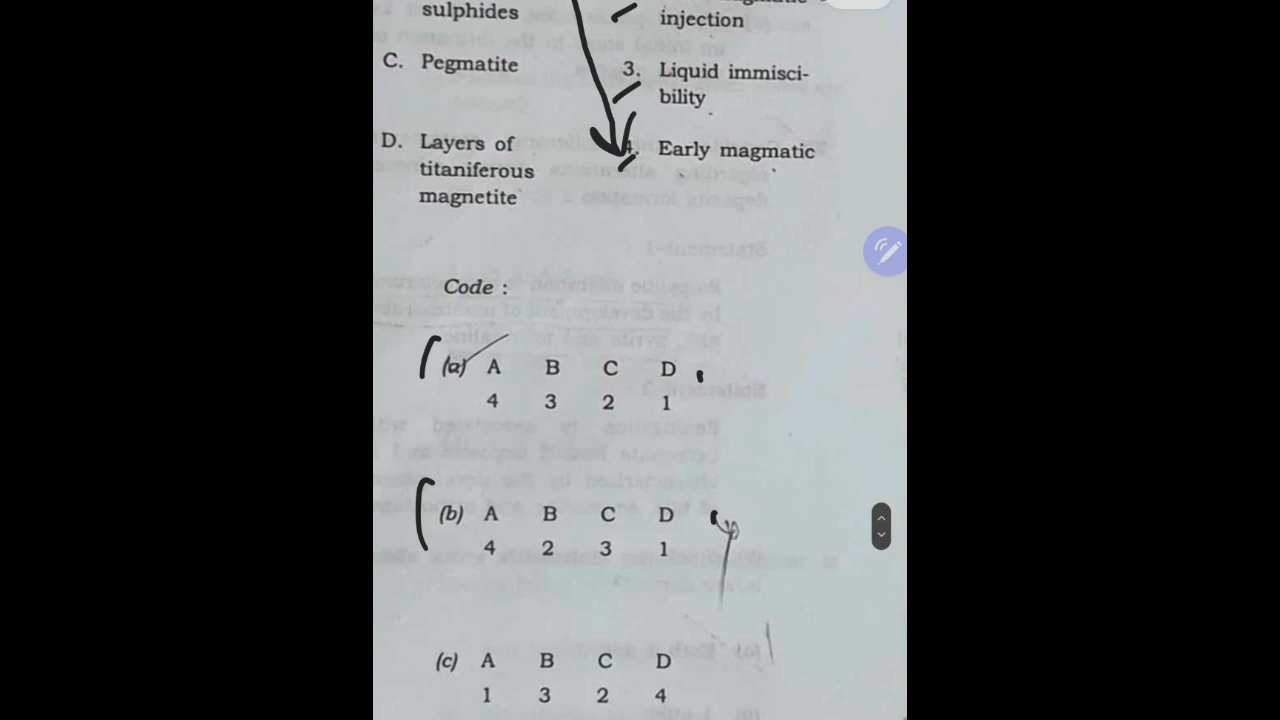 sulphides
injection
C. Pegmatite
3. Liquid immisci-
bility
D. Layers of
titaniferous
magnetite
4. Early magmatic
Code :
(a) A B C D
4 3 2 1
(b) A B C D
4 2 3 1
(c) A B C D
1 3 2 4